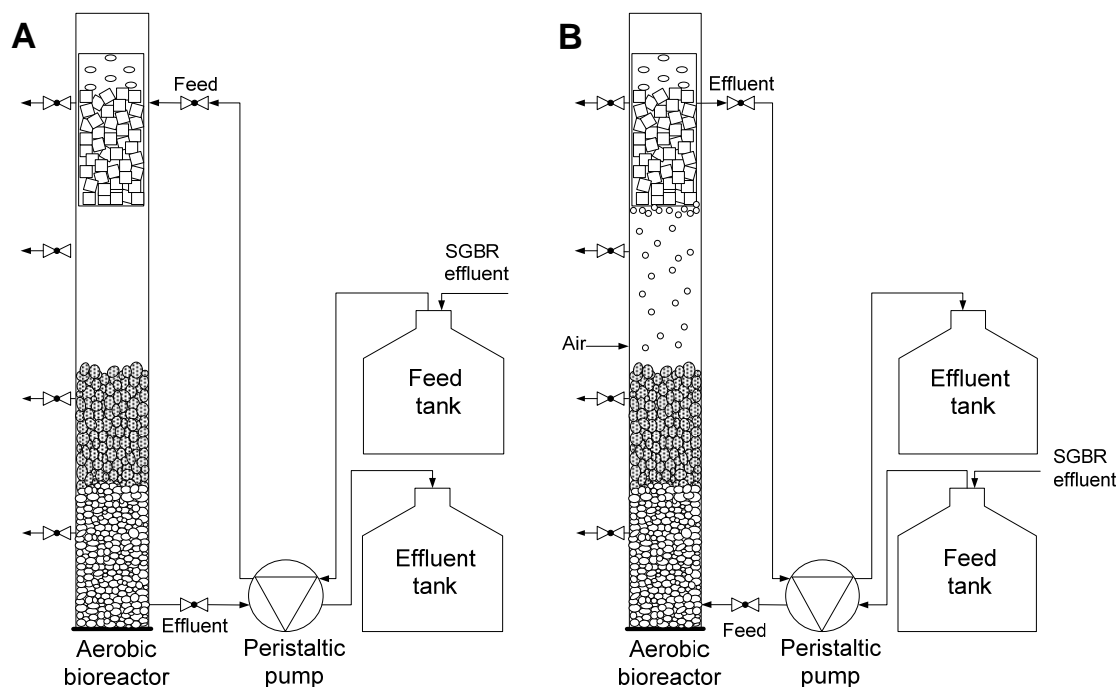 A
Feed
SGBR
effluent
Feed
tank
Effluent
tank
Effluent
Aerobic
bioreactor
Peristaltic
pump
B
Effluent
Air
Effluent
tank
SGBR
effluent
Feed
tank
Feed
Aerobic
bioreactor
Peristaltic
pump